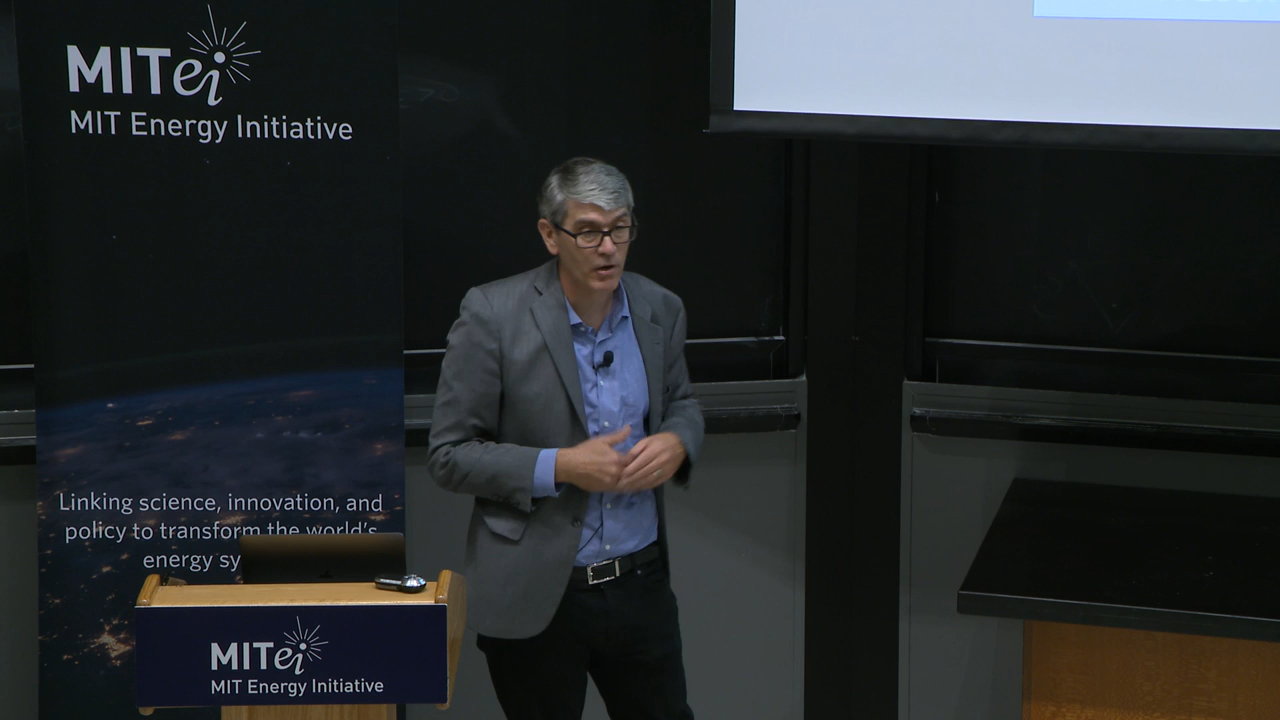 MITei
MIT Energy Initiative
Linking science, innovation, and
policy to transform the world's
energy sy
MITei
MIT Energy Initiative